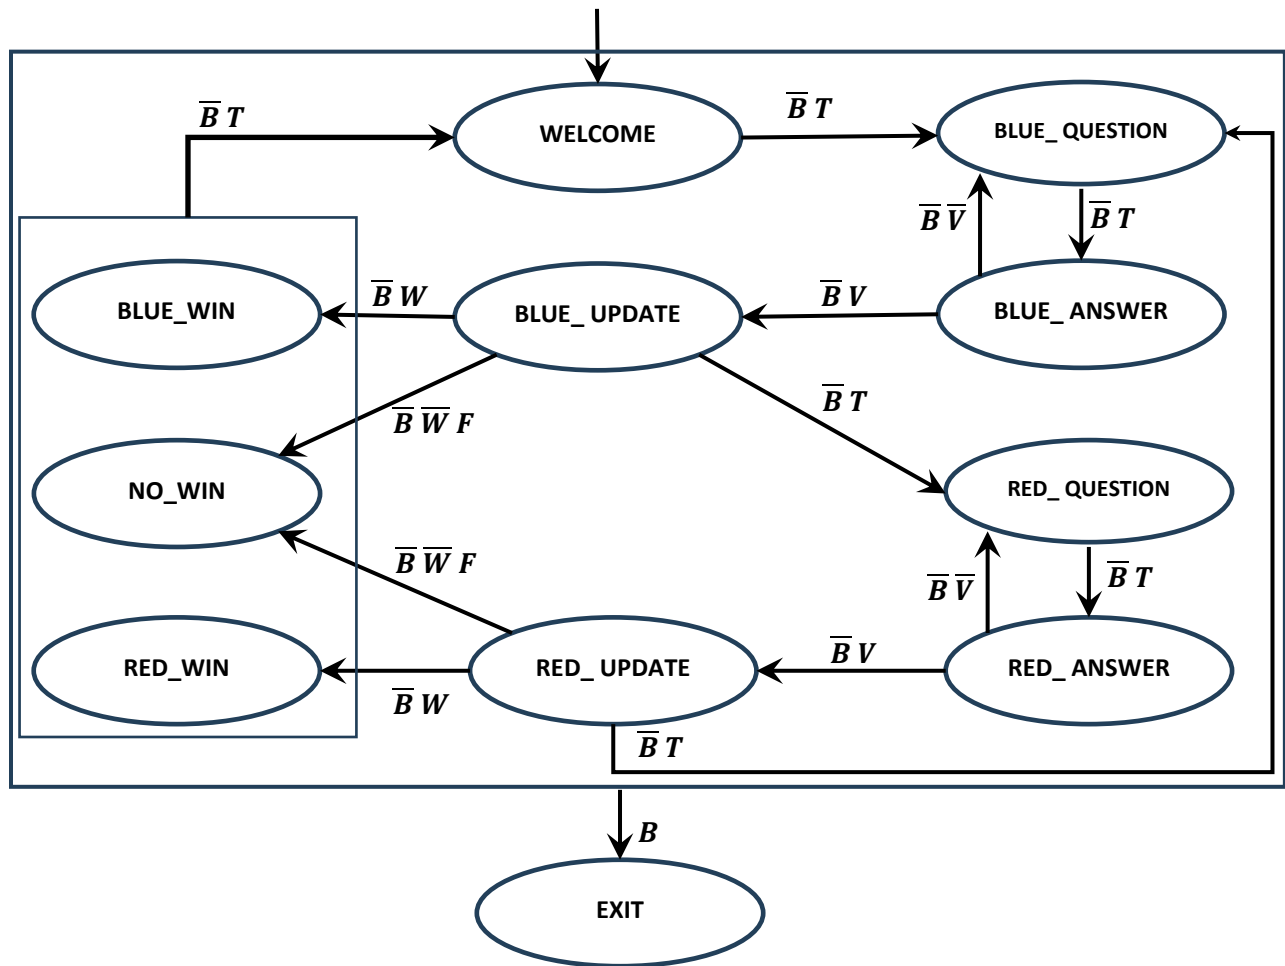 B̅ T
WELCOME
B̅ T
BLUE_ QUESTION
B̅ V̅
B̅ T
BLUE_WIN
B̅ W
BLUE_ UPDATE
B̅ V
BLUE_ ANSWER
B̅ W̅ F
B̅ T
NO_WIN
RED_ QUESTION
B̅ W̅ F
B̅ V̅
B̅ T
RED_WIN
B̅ W
RED_ UPDATE
B̅ V
RED_ ANSWER
B̅ T
B
EXIT